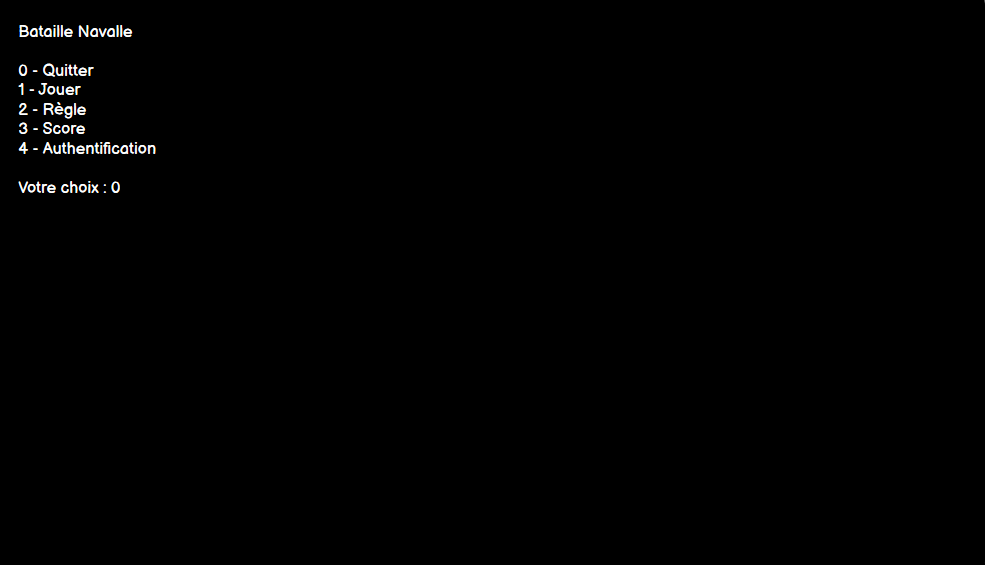 Bataille Navalle
0 - Quitter
1 - Jouer
2 - Règle
3 - Score
4 - Authentification
Votre choix : 0